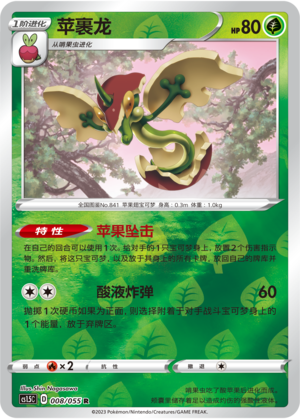 1阶进化
苹裹龙
HP80
从啃果虫进化
全国图鉴No.841 苹果翅宝可梦 身高：0.3m 体重：1.0kg
特性 苹果坠击
在自己的回合可以使用1次。给对手的1只宝可梦身上，放置2个伤害指示
物。然后，将这只宝可梦，以及放于其身上的所有卡牌，放回自己的牌库并
重洗牌库。
酸液炸弹 60
抛掷1次硬币如果为正面，则选择附着于对手战斗宝可梦身上的
1个能量，放于弃牌区。
弱点 ×2 抗性 撤退
Illus. Shin Nagasawa
cs1.5C D 008/055 R
©2023 Pokémon/Nintendo/Creatures/GAME FREAK.